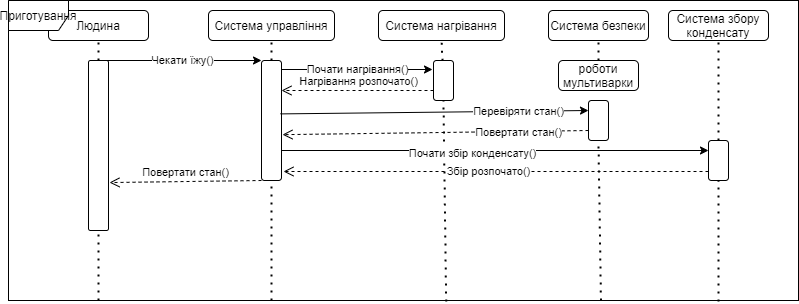 Приготування
Людина
Система управління
Система нагрівання
Система безпеки
Система збору
конденсату
Чекати їжу()
Почати нагрівання()
роботи
мультиварки
Нагрівання розпочато()
Перевіряти стан()
Повертати стан()
Почати збір конденсату()
Збір розпочато()
Повертати стан()